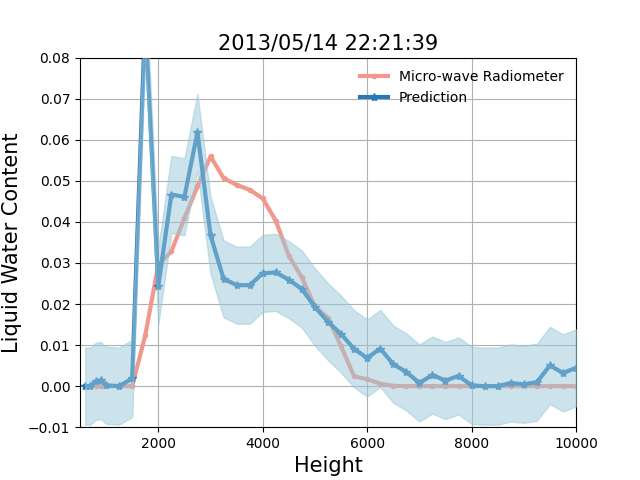 2013/05/14 22:21:39
0.08
0.07
0.06
0.05
0.04
0.03
0.02
0.01
0.00
−0.01
Liquid Water Content
Micro-wave Radiometer
Prediction
2000 4000 6000 8000 10000
Height